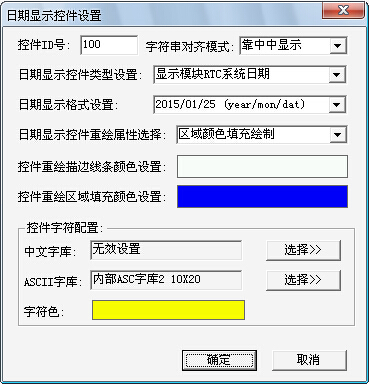 日期显示控件设置
控件ID号: 100 字符串对齐模式: 靠中中显示
日期显示控件类型设置: 显示模块RTC系统日期
日期显示格式设置: 2015/01/25 (year/mon/dat)
日期显示控件重绘属性选择: 区域颜色填充绘制
控件重绘描边线条颜色设置:
控件重绘区域填充颜色设置:
控件字符配置:
中文字库: 无效设置 选择>>
ASCII字库: 内部ASC字库2 10X20 选择>>
字符色:
确定 取消